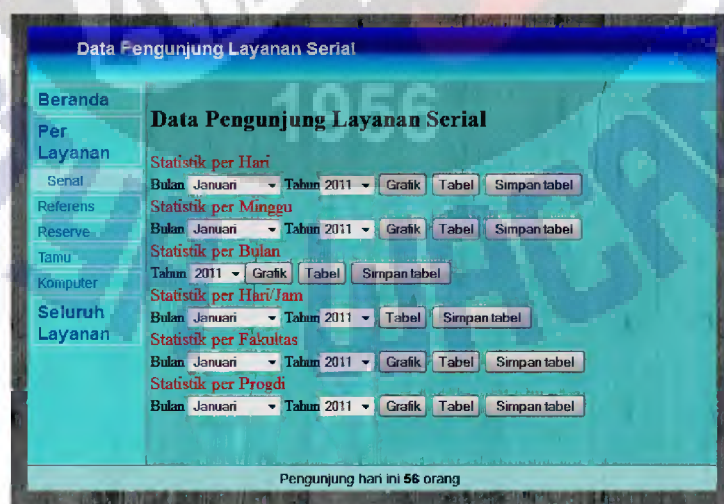 Data Pengunjung Layanan Serial
Beranda
Per
Layanan
Serial
Referens
Reserve
Tamu
Komputer
Seluruh
Layanan
1956
Data Pengunjung Layanan Serial
Statistik per Hari
Bulan Januari Tahun 2011 Grafik Tabel Simpan tabel
Statistik per Minggu
Bulan Januari Tahun 2011 Grafik Tabel Simpan tabel
Statistik per Bulan
Tahun 2011 Grafik Tabel Simpan tabel
Statistik per Hari/Jam
Bulan Januari Tahun 2011 Tabel Simpan tabel
Statistik per Fakultas
Bulan Januari Tahun 2011 Grafik Tabel Simpan tabel
Statistik per Progdi
Bulan Januari Tahun 2011 Grafik Tabel Simpan tabel
Pengunjung hari ini 56 orang